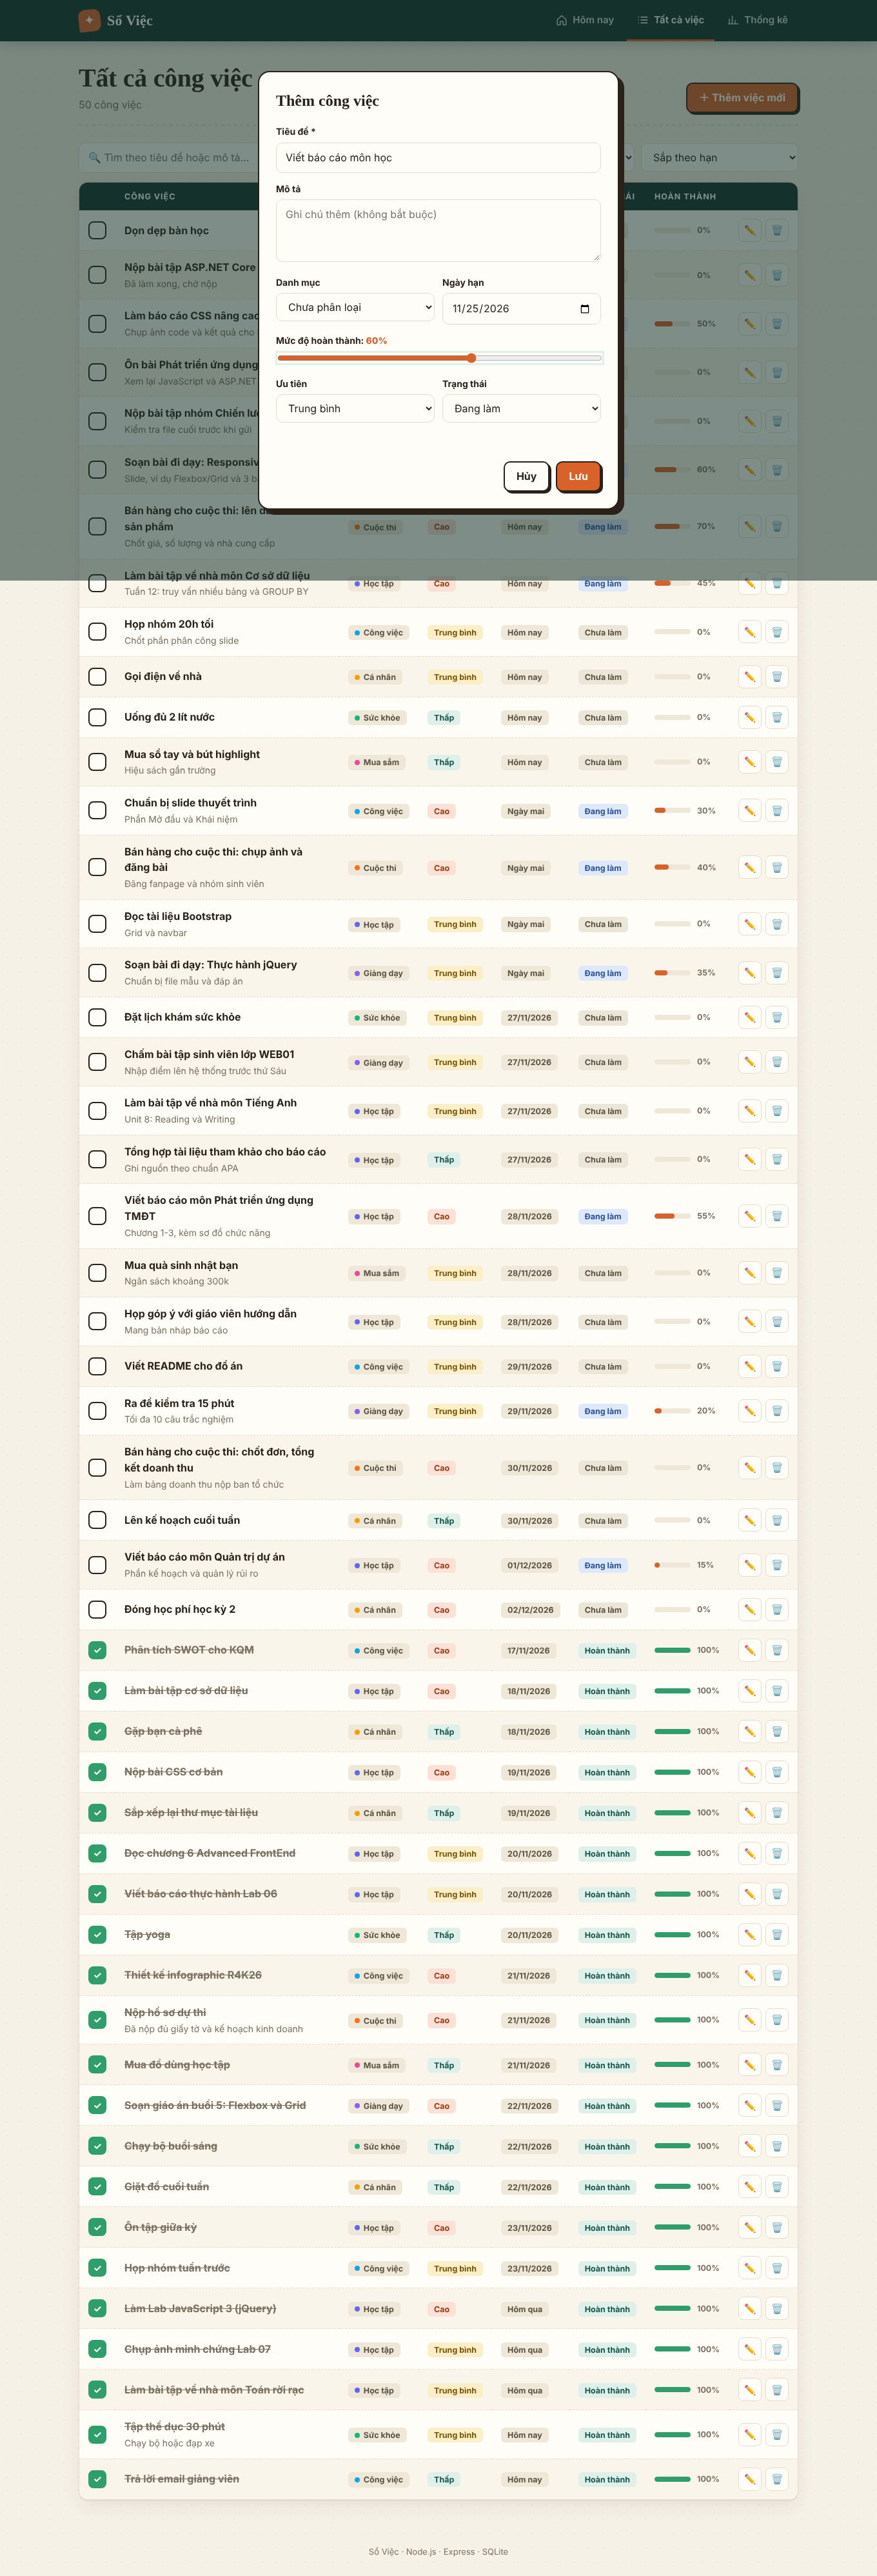 Sổ Việc
Hôm nay
Tất cả việc
Thống kê
Tất cả công việc
50 công việc
+ Thêm việc mới
🔍 Tìm theo tiêu đề hoặc mô tả...
Sắp theo hạn
Thêm công việc
Tiêu đề *
Viết báo cáo môn học
Mô tả
Ghi chú thêm (không bắt buộc)
Danh mục
Ngày hạn
Chưa phân loại
11/25/2026
Mức độ hoàn thành: 60%
Ưu tiên
Trạng thái
Trung bình
Đang làm
Hủy
Lưu
CÔNG VIỆC
HOÀN THÀNH
Dọn dẹp bàn học
0%
Nộp bài tập ASP.NET Core
Đã làm xong, chờ nộp
0%
Làm báo cáo CSS nâng cao
Chụp ảnh code và kết quả cho
50%
Ôn bài Phát triển ứng dụng
Xem lại JavaScript và ASP.NET
0%
Nộp bài tập nhóm Chiến lư
Kiểm tra file cuối trước khi gửi
0%
Soạn bài đi dạy: Responsiv
Slide, ví dụ Flexbox/Grid và 3 b
60%
Bán hàng cho cuộc thi: lên d
sản phẩm
Chốt giá, số lượng và nhà cung cấp
Cuộc thi Cao Hôm nay Đang làm 70%
Làm bài tập về nhà môn Cơ sở dữ liệu
Tuần 12: truy vấn nhiều bảng và GROUP BY
Học tập Cao Hôm nay Đang làm 45%
Họp nhóm 20h tối
Chốt phần phân công slide
Công việc Trung bình Hôm nay Chưa làm 0%
Gọi điện về nhà
Cá nhân Trung bình Hôm nay Chưa làm 0%
Uống đủ 2 lít nước
Sức khỏe Thấp Hôm nay Chưa làm 0%
Mua sổ tay và bút highlight
Hiệu sách gần trường
Mua sắm Thấp Hôm nay Chưa làm 0%
Chuẩn bị slide thuyết trình
Phần Mở đầu và Khái niệm
Công việc Cao Ngày mai Đang làm 30%
Bán hàng cho cuộc thi: chụp ảnh và
đăng bài
Đăng fanpage và nhóm sinh viên
Cuộc thi Cao Ngày mai Đang làm 40%
Đọc tài liệu Bootstrap
Grid và navbar
Học tập Trung bình Ngày mai Chưa làm 0%
Soạn bài đi dạy: Thực hành jQuery
Chuẩn bị file mẫu và đáp án
Giảng dạy Trung bình Ngày mai Đang làm 35%
Đặt lịch khám sức khỏe
Sức khỏe Trung bình 27/11/2026 Chưa làm 0%
Chấm bài tập sinh viên lớp WEB01
Nhập điểm lên hệ thống trước thứ Sáu
Giảng dạy Trung bình 27/11/2026 Chưa làm 0%
Làm bài tập về nhà môn Tiếng Anh
Unit 8: Reading và Writing
Học tập Trung bình 27/11/2026 Chưa làm 0%
Tổng hợp tài liệu tham khảo cho báo cáo
Ghi nguồn theo chuẩn APA
Học tập Thấp 27/11/2026 Chưa làm 0%
Viết báo cáo môn Phát triển ứng dụng
TMĐT
Chương 1-3, kèm sơ đồ chức năng
Học tập Cao 28/11/2026 Đang làm 55%
Mua quà sinh nhật bạn
Ngân sách khoảng 300k
Mua sắm Trung bình 28/11/2026 Chưa làm 0%
Họp góp ý với giáo viên hướng dẫn
Mang bản nháp báo cáo
Học tập Trung bình 28/11/2026 Chưa làm 0%
Viết README cho đồ án
Công việc Trung bình 29/11/2026 Chưa làm 0%
Ra đề kiểm tra 15 phút
Tối đa 10 câu trắc nghiệm
Giảng dạy Trung bình 29/11/2026 Đang làm 20%
Bán hàng cho cuộc thi: chốt đơn, tổng
kết doanh thu
Làm bảng doanh thu nộp ban tổ chức
Cuộc thi Cao 30/11/2026 Chưa làm 0%
Lên kế hoạch cuối tuần
Cá nhân Thấp 30/11/2026 Chưa làm 0%
Viết báo cáo môn Quản trị dự án
Phần kế hoạch và quản lý rủi ro
Học tập Cao 01/12/2026 Đang làm 15%
Đóng học phí học kỳ 2
Cá nhân Cao 02/12/2026 Chưa làm 0%
Phân tích SWOT cho KQM
Công việc Cao 17/11/2026 Hoàn thành 100%
Làm bài tập cơ sở dữ liệu
Học tập Cao 18/11/2026 Hoàn thành 100%
Gặp bạn cà phê
Cá nhân Thấp 18/11/2026 Hoàn thành 100%
Nộp bài CSS cơ bản
Học tập Cao 19/11/2026 Hoàn thành 100%
Sắp xếp lại thư mục tài liệu
Cá nhân Thấp 19/11/2026 Hoàn thành 100%
Đọc chương 6 Advanced FrontEnd
Học tập Trung bình 20/11/2026 Hoàn thành 100%
Viết báo cáo thực hành Lab 06
Học tập Trung bình 20/11/2026 Hoàn thành 100%
Tập yoga
Sức khỏe Thấp 20/11/2026 Hoàn thành 100%
Thiết kế infographic R4K26
Công việc Cao 21/11/2026 Hoàn thành 100%
Nộp hồ sơ dự thi
Đã nộp đủ giấy tờ và kế hoạch kinh doanh
Cuộc thi Cao 21/11/2026 Hoàn thành 100%
Mua đồ dùng học tập
Mua sắm Thấp 21/11/2026 Hoàn thành 100%
Soạn giáo án buổi 5: Flexbox và Grid
Giảng dạy Cao 22/11/2026 Hoàn thành 100%
Chạy bộ buổi sáng
Sức khỏe Thấp 22/11/2026 Hoàn thành 100%
Giặt đồ cuối tuần
Cá nhân Thấp 22/11/2026 Hoàn thành 100%
Ôn tập giữa kỳ
Học tập Cao 23/11/2026 Hoàn thành 100%
Họp nhóm tuần trước
Công việc Trung bình 23/11/2026 Hoàn thành 100%
Làm Lab JavaScript 3 (jQuery)
Học tập Cao Hôm qua Hoàn thành 100%
Chụp ảnh minh chứng Lab 07
Học tập Trung bình Hôm qua Hoàn thành 100%
Làm bài tập về nhà môn Toán rời rạc
Học tập Trung bình Hôm qua Hoàn thành 100%
Tập thể dục 30 phút
Chạy bộ hoặc đạp xe
Sức khỏe Trung bình Hôm nay Hoàn thành 100%
Trả lời email giảng viên
Công việc Thấp Hôm nay Hoàn thành 100%
Sổ Việc · Node.js · Express · SQLite